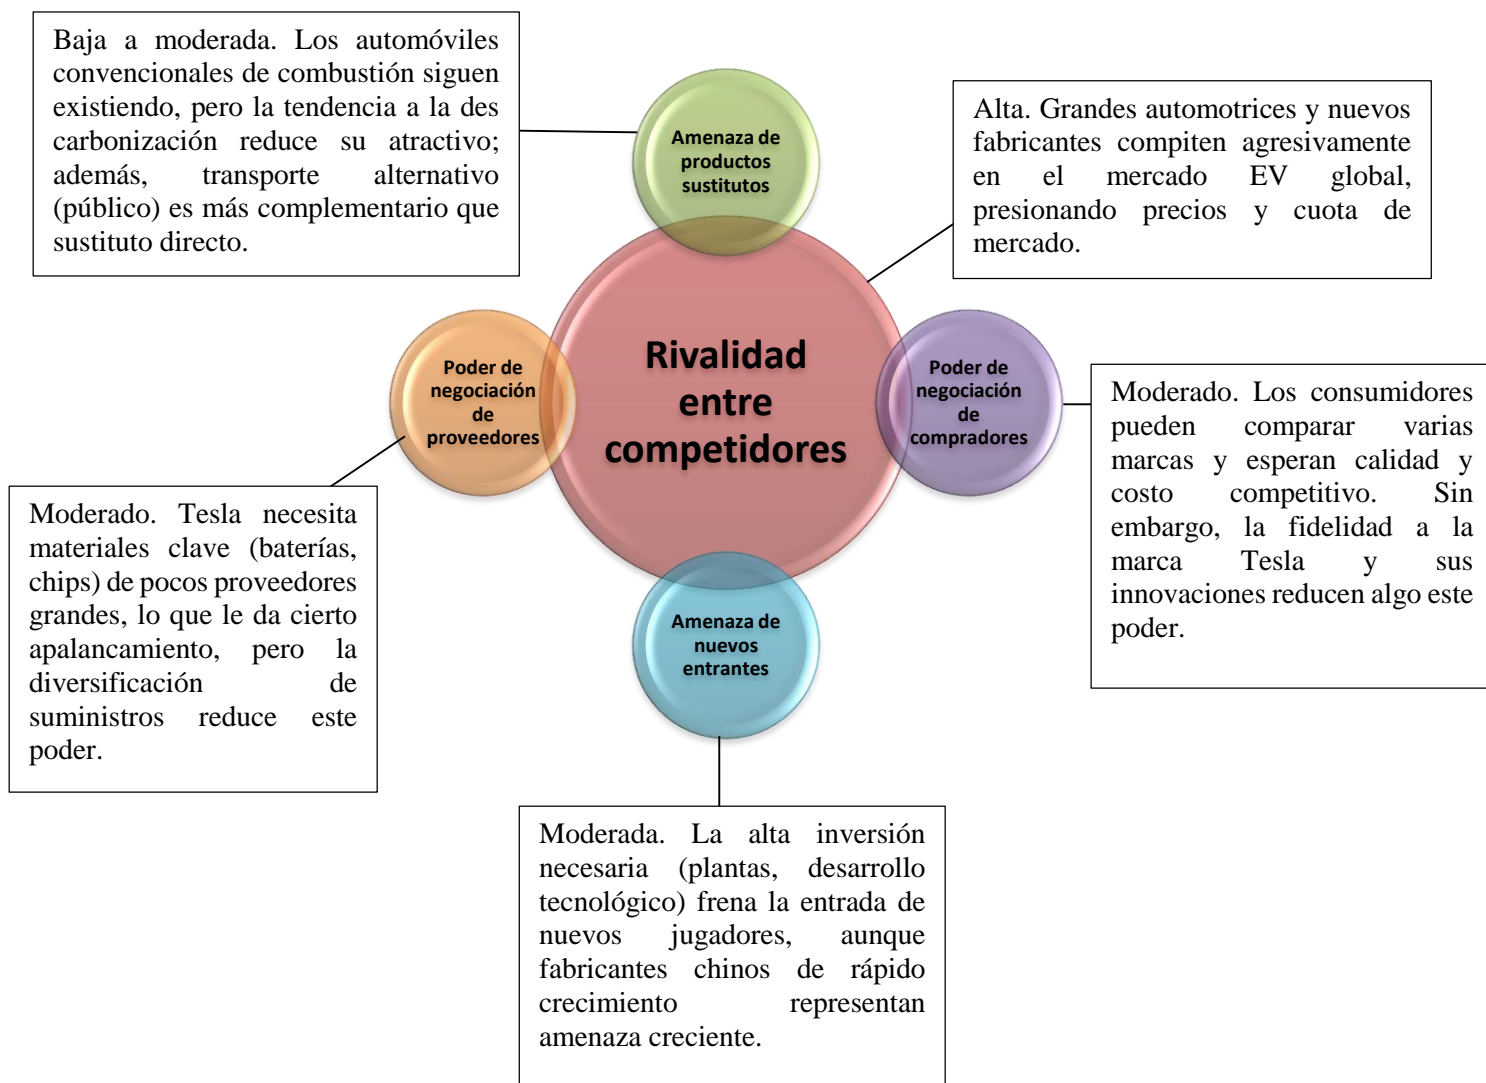 Baja a moderada. Los automóviles
convencionales de combustión siguen
existiendo, pero la tendencia a la des
carbonización reduce su atractivo;
además, transporte alternativo
(público) es más complementario que
sustituto directo.
Amenaza de
productos
sustitutos
Alta. Grandes automotrices y nuevos
fabricantes compiten agresivamente
en el mercado EV global,
presionando precios y cuota de
mercado.
Poder de
negociación
de
proveedores
Rivalidad
entre
competidores
Poder de
negociación
de
compradores
Moderado. Los consumidores
pueden comparar varias
marcas y esperan calidad y
costo competitivo. Sin
embargo, la fidelidad a la
marca Tesla y sus
innovaciones reducen algo este
poder.
Moderado. Tesla necesita
materiales clave (baterías,
chips) de pocos proveedores
grandes, lo que le da cierto
apalancamiento, pero la
diversificación de
suministros reduce este
poder.
Amenaza de
nuevos
entrantes
Moderada. La alta inversión
necesaria (plantas, desarrollo
tecnológico) frena la entrada de
nuevos jugadores, aunque
fabricantes chinos de rápido
crecimiento representan
amenaza creciente.